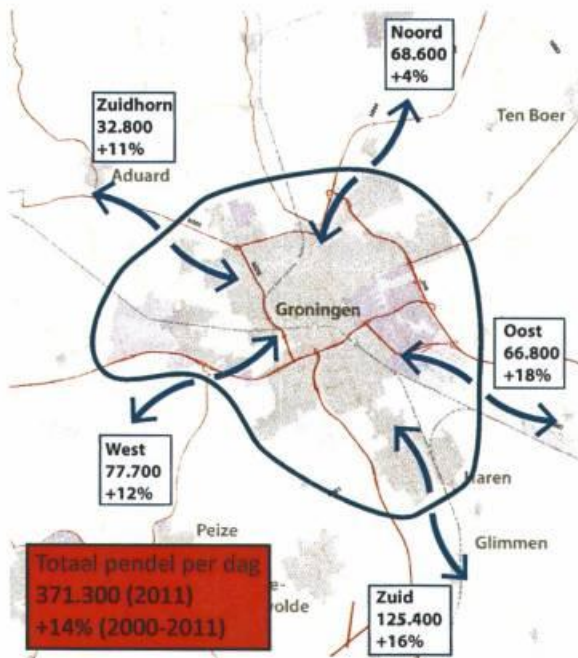 Noord
68.600
+4%
Zuidhorn
32.800
+11%
Ten Boer
Aduard
Groningen
Oost
66.800
+18%
West
77.700
+12%
Haren
Peize
Glimmen
Totaal pendel per dag
371.300 (2011)
+14% (2000-2011)
e-
olde
Zuid
125.400
+16%